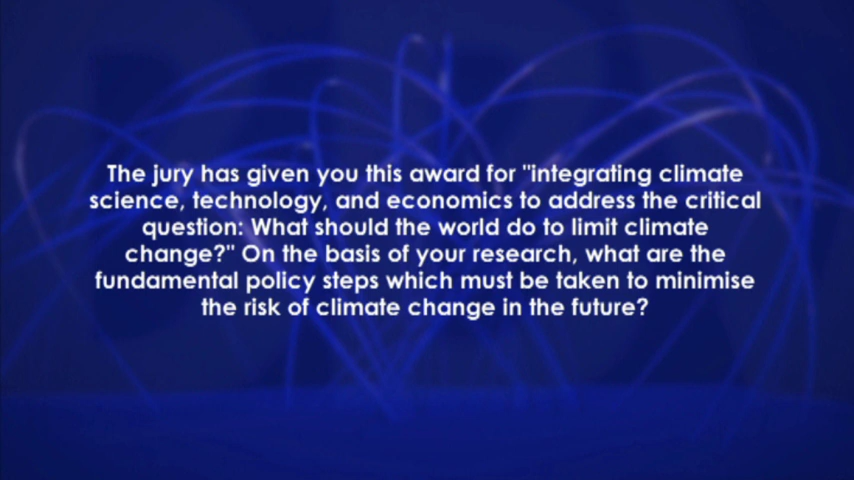 The jury has given you this award for "integrating climate
science, technology, and economics to address the critical
question: What should the world do to limit climate
change?" On the basis of your research, what are the
fundamental policy steps which must be taken to minimise
the risk of climate change in the future?